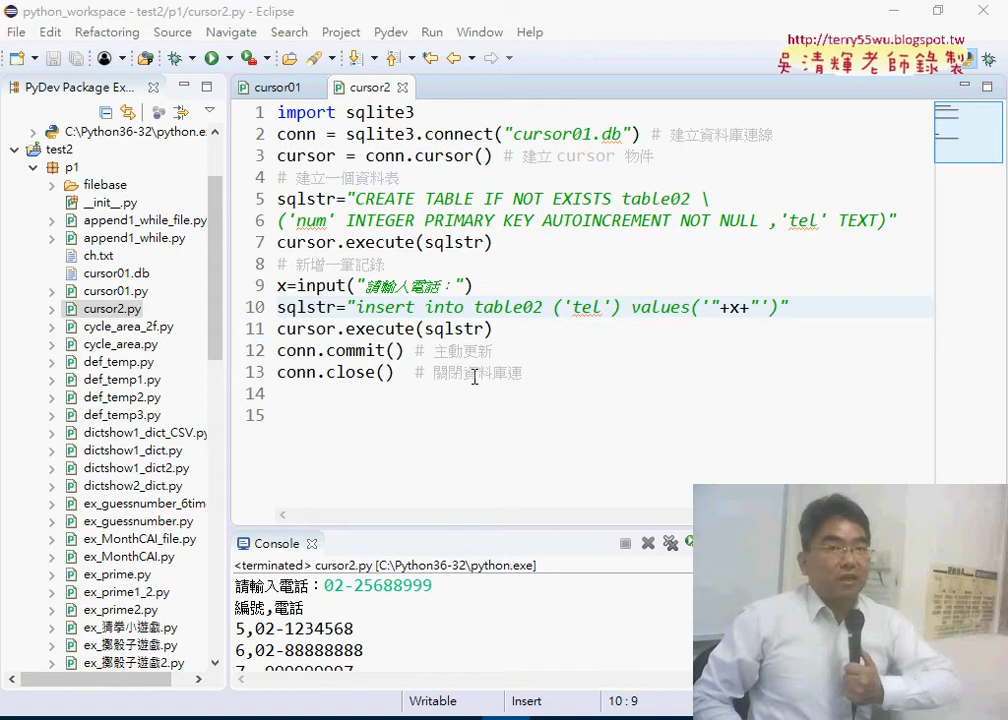 python_workspace - test2/p1/cursor2.py - Eclipse
File Edit Refactoring Source Navigate Search Project Pydev Run Window Help
http://terry55wu.blogspot.tw
吳清輝老師錄製
PyDev Package Ex...
cursor01
cursor2
C:\Python36-32\python.e
test2
p1
filebase
__init__.py
append1_while_file.py
append1_while.py
ch.txt
cursor01.db
cursor01.py
cursor2.py
cycle_area_2f.py
cycle_area.py
def_temp.py
def_temp1.py
def_temp2.py
def_temp3.py
dictshow1_dict_CSV.py
dictshow1_dict.py
dictshow1_dict2.py
dictshow2_dict.py
ex_guessnumber_6tim
ex_guessnumber.py
ex_MonthCAl_file.py
ex_MonthCAl.py
ex_prime.py
ex_prime1_2.py
ex_prime2.py
ex_猜拳小遊戲.py
ex_擲骰子遊戲.py
ex_擲骰子遊戲2.py
1 import sqlite3
2 conn = sqlite3.connect("cursor01.db") # 建立資料庫連線
3 cursor = conn.cursor() # 建立 cursor 物件
4 # 建立一個資料表
5 sqlstr="CREATE TABLE IF NOT EXISTS table02 \
6 ('num' INTEGER PRIMARY KEY AUTOINCREMENT NOT NULL ,'tel' TEXT)"
7 cursor.execute(sqlstr)
8 # 新增一筆記錄
9 x=input("請輸入電話：")
10 sqlstr="insert into table02 ('tel') values('"+x+"')"
11 cursor.execute(sqlstr)
12 conn.commit() # 主動更新
13 conn.close() # 關閉資料庫連
14
15
Console
<terminated> cursor2.py [C:\Python36-32\python.exe]
請輸入電話：02-25688999
編號,電話
5,02-1234568
6,02-88888888
Writable Insert 10 : 9